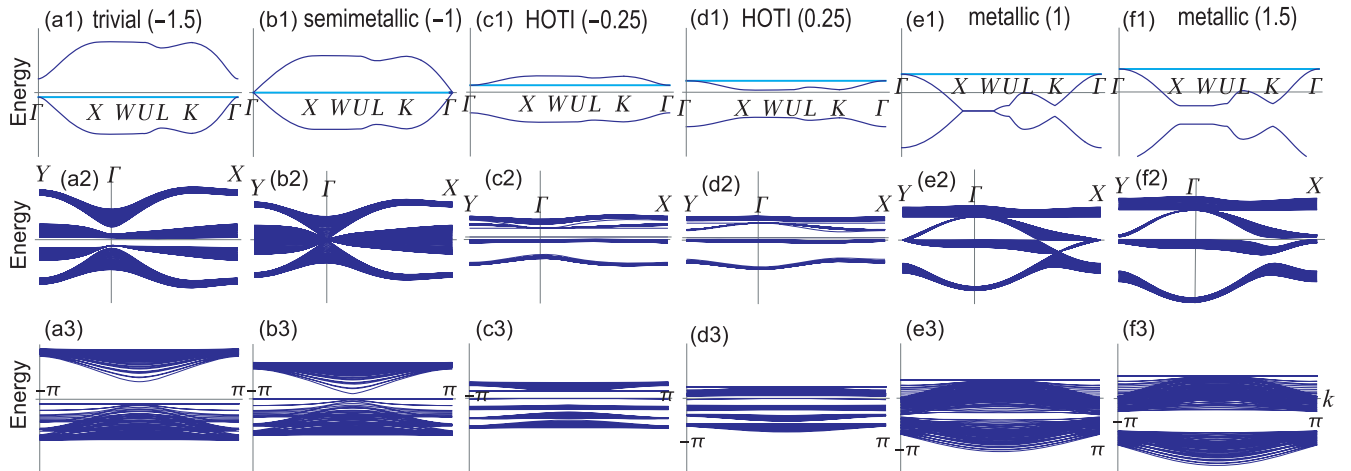 (a1) trivial (−1.5) (b1) semimetallic (−1) (c1) HOTI (−0.25) (d1) HOTI (0.25) (e1) metallic (1) (f1) metallic (1.5)
Energy
Γ X W U L K Γ Γ X W U L K Γ Γ X W U L K Γ Γ X W U L K Γ Γ X W U L K Γ Γ X W U L K Γ
Y (a2) Γ X Y (b2) Γ X Y (c2) Γ X Y (d2) Γ X Y (e2) Γ X Y (f2) Γ X
Energy
(a3) (b3) (c3) (d3) (e3) (f3)
Energy
−π π −π π −π π −π π −π π −π π
k